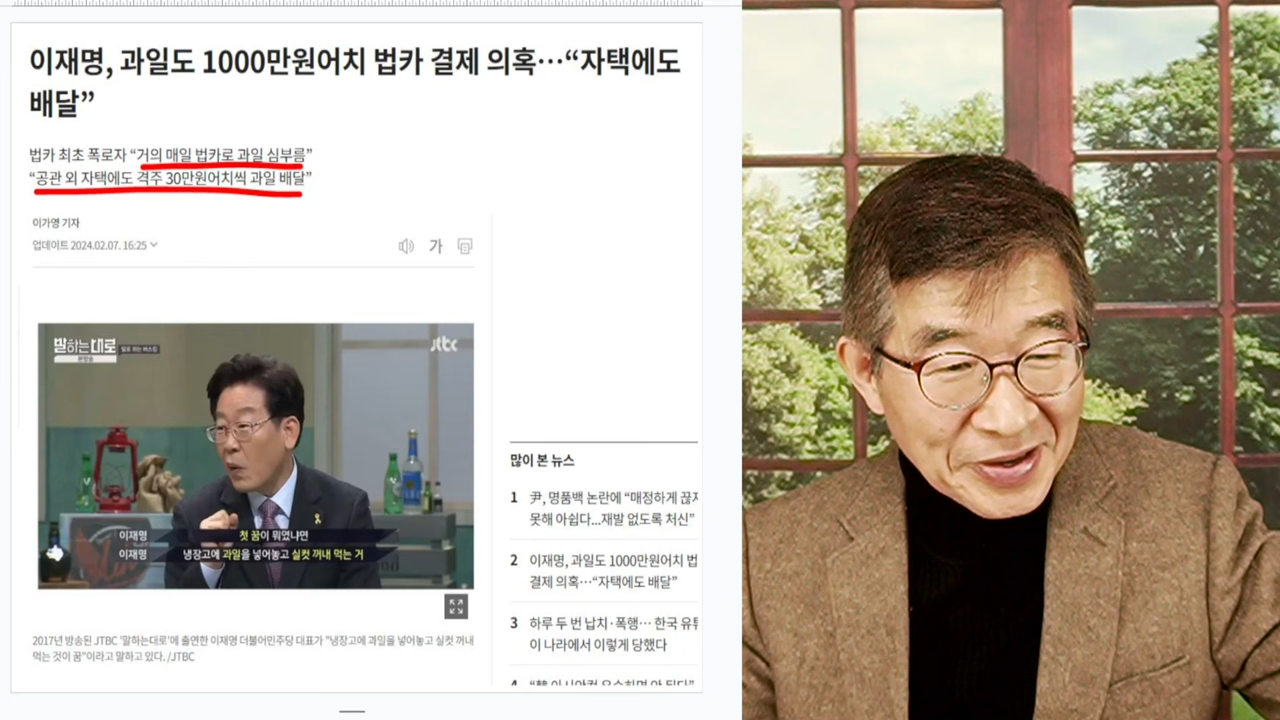 이재명, 과일도 1000만원어치 법카 결제 의혹…“자택에도
배달”
법카 최초 폭로자 “거의 매일 법카로 과일 심부름”
“공관 외 자택에도 격주 30만원어치씩 과일 배달”
이가영 기자
업데이트 2024.02.07. 16:25
가
말하는대로
말로 하는 버스킹
본방송
jtbc
이재명 첫 꿈이 뭐였냐면
이재명 냉장고에 과일을 넣어놓고 실컷 꺼내 먹는 거
2017년 방송된 JTBC '말하는대로'에 출연한 이재명 더불어민주당 대표가 "냉장고에 과일을 넣어놓고 실컷 꺼내
먹는 것이 꿈"이라고 말하고 있다. /JTBC
많이 본 뉴스
1 尹, 명품백 논란에 “매정하게 끊지
못해 아쉽다...재발 없도록 처신”
2 이재명, 과일도 1000만원어치 법
결제 의혹…“자택에도 배달”
3 하루 두 번 납치·폭행… 한국 유튜
이 나라에서 이렇게 당했다
4